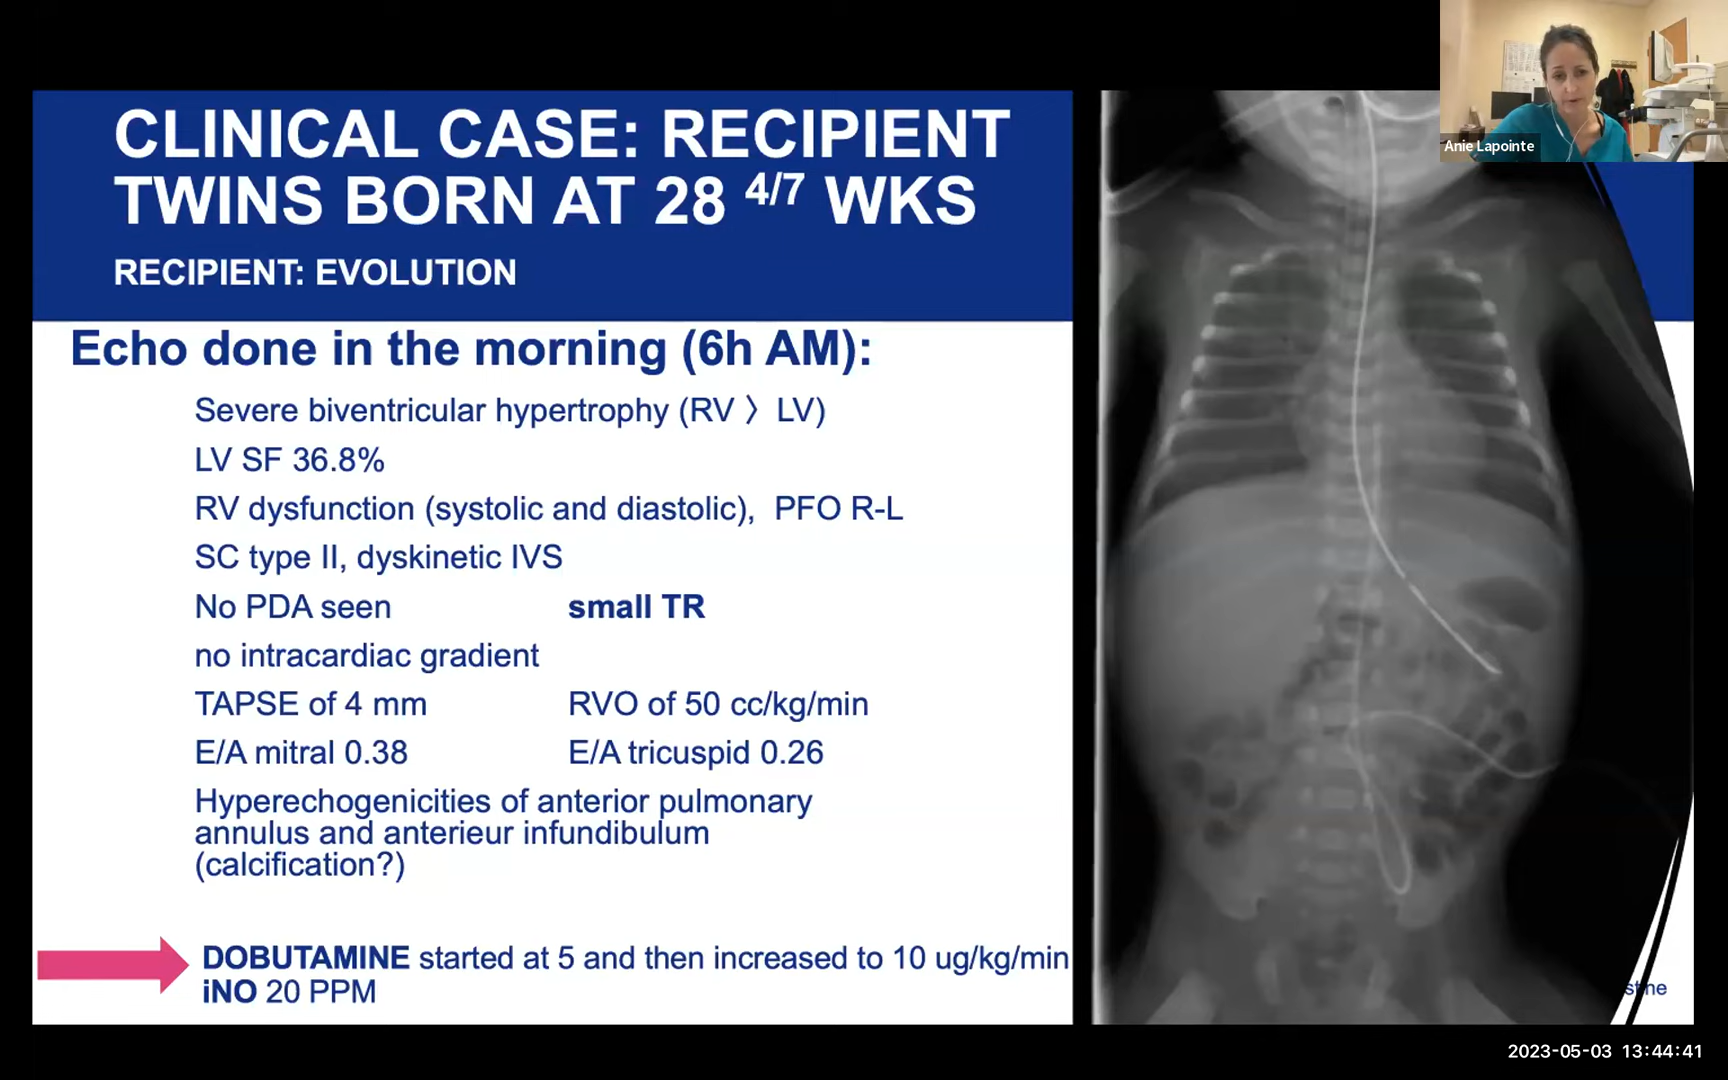 Anie Lapointe
CLINICAL CASE: RECIPIENT
TWINS BORN AT 28 4/7 WKS
RECIPIENT: EVOLUTION
Echo done in the morning (6h AM):
Severe biventricular hypertrophy (RV 〉 LV)
LV SF 36.8%
RV dysfunction (systolic and diastolic), PFO R-L
SC type II, dyskinetic IVS
No PDA seen small TR
no intracardiac gradient
TAPSE of 4 mm RVO of 50 cc/kg/min
E/A mitral 0.38 E/A tricuspid 0.26
Hyperechogenicities of anterior pulmonary
annulus and anterieur infundibulum
(calcification?)
DOBUTAMINE started at 5 and then increased to 10 ug/kg/min
iNO 20 PPM
2023-05-03 13:44:41